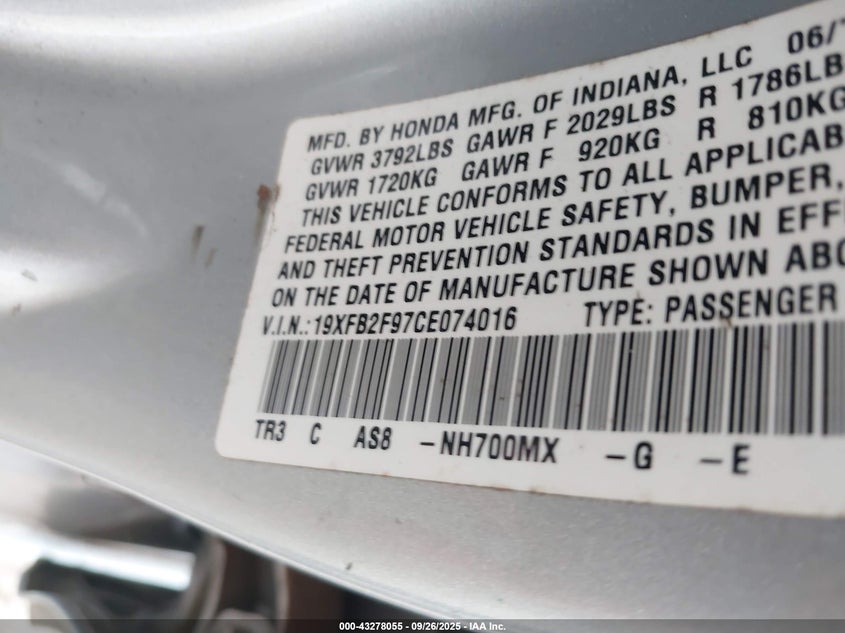 MFD. BY HONDA MFG. OF INDIANA, LLC 06/
GVWR 3792LBS GAWR F 2029LBS R 1786LB
GVWR 1720KG GAWR F 920KG R 810KG
THIS VEHICLE CONFORMS TO ALL APPLICAB
FEDERAL MOTOR VEHICLE SAFETY, BUMPER,
AND THEFT PREVENTION STANDARDS IN EFF
ON THE DATE OF MANUFACTURE SHOWN ABO
V.I.N.:19XFB2F97CE074016 TYPE: PASSENGER
TR3 C AS8 -NH700MX -G -E
000-43278055 - 09/26/2025 - IAA Inc.